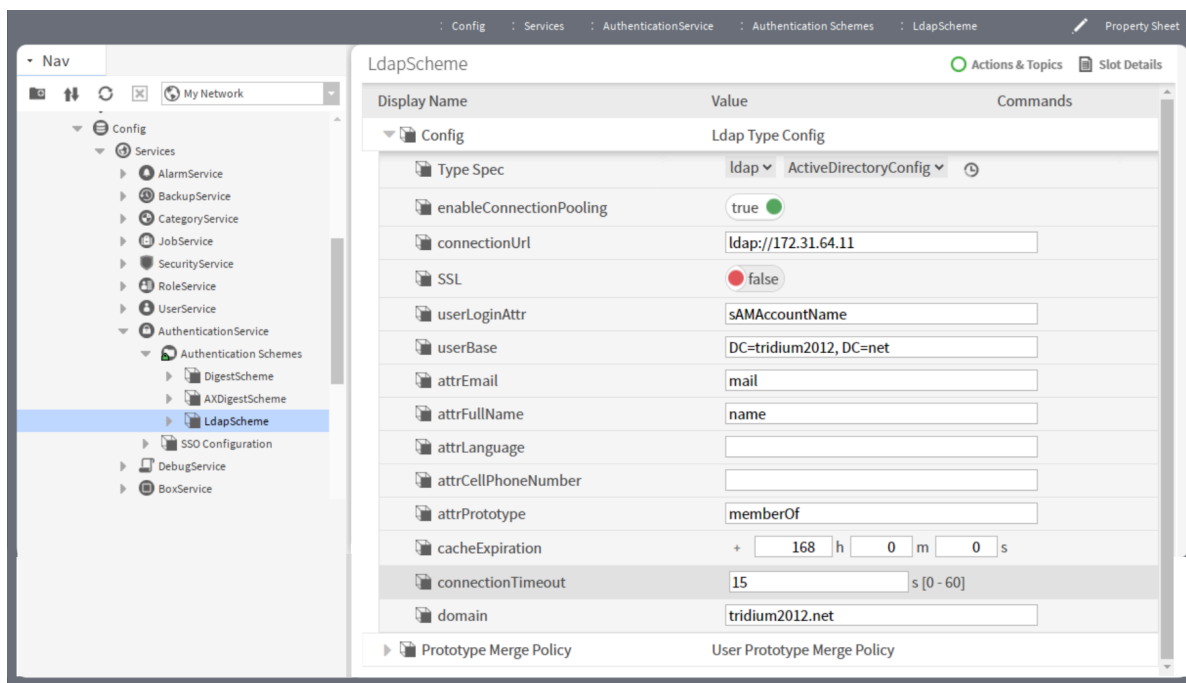 : Config : Services : AuthenticationService : Authentication Schemes : LdapScheme Property Sheet
Nav
My Network
Config
Services
AlarmService
BackupService
CategoryService
JobService
SecurityService
RoleService
UserService
AuthenticationService
Authentication Schemes
DigestScheme
AXDigestScheme
LdapScheme
SSO Configuration
DebugService
BoxService
LdapScheme Actions & Topics Slot Details
Display Name Value Commands
Config Ldap Type Config
Type Spec ldap ActiveDirectoryConfig
enableConnectionPooling true
connectionUrl ldap://172.31.64.11
SSL false
userLoginAttr sAMAccountName
userBase DC=tridium2012, DC=net
attrEmail mail
attrFullName name
attrLanguage
attrCellPhoneNumber
attrPrototype memberOf
cacheExpiration + 168 h 0 m 0 s
connectionTimeout 15 s [0 - 60]
domain tridium2012.net
Prototype Merge Policy User Prototype Merge Policy